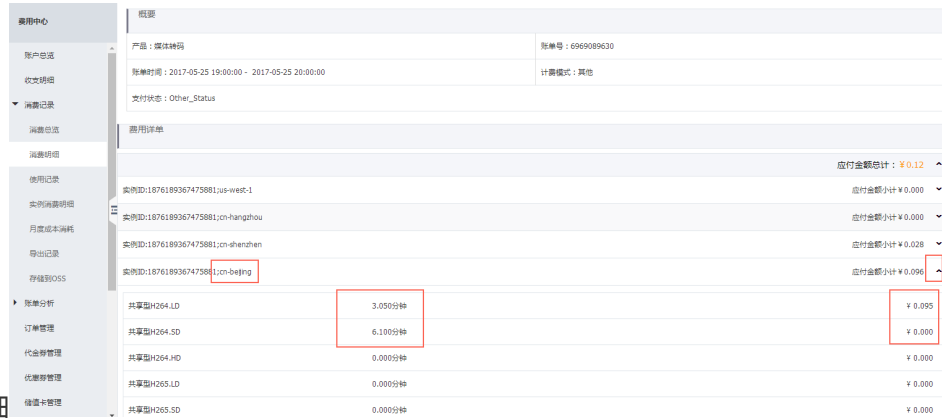 费用中心
账户总览
收支明细
消费记录
消费总览
消费明细
使用记录
实例消费明细
月度成本消耗
导出记录
存储到OSS
账单分析
订单管理
代金券管理
优惠券管理
储值卡管理
概要
产品：媒体转码 账单号：6969089630
账单时间：2017-05-25 19:00:00 - 2017-05-25 20:00:00 计费模式：其他
支付状态：Other_Status
费用详单
应付金额总计：￥0.12
实例ID:1876189367475881;us-west-1 应付金额小计￥0.000
实例ID:1876189367475881;cn-hangzhou 应付金额小计￥0.000
实例ID:1876189367475881;cn-shenzhen 应付金额小计￥0.028
实例ID:1876189367475881;cn-beijing 应付金额小计￥0.096
共享型H264.LD 3.050分钟 ￥ 0.095
共享型H264.SD 6.100分钟 ￥ 0.000
共享型H264.HD 0.000分钟 ￥ 0.000
共享型H265.LD 0.000分钟 ￥ 0.000
共享型H265.SD 0.000分钟 ￥ 0.000